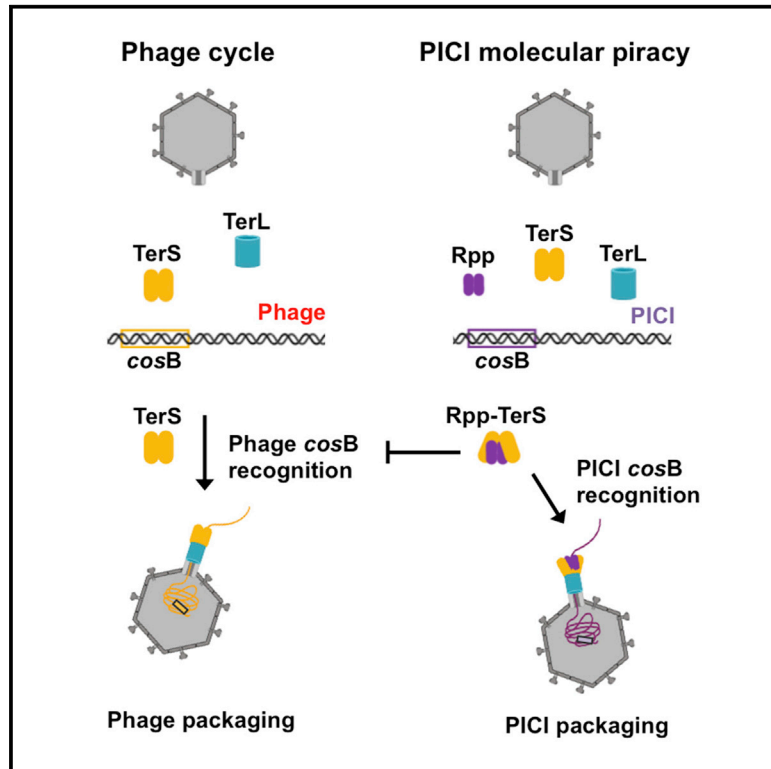 Phage cycle
PICI molecular piracy
TerS
TerL
Phage
cosB
Rpp
TerS
TerL
PICI
cosB
TerS
Phage cosB
recognition
Rpp-TerS
PICI cosB
recognition
Phage packaging
PICI packaging